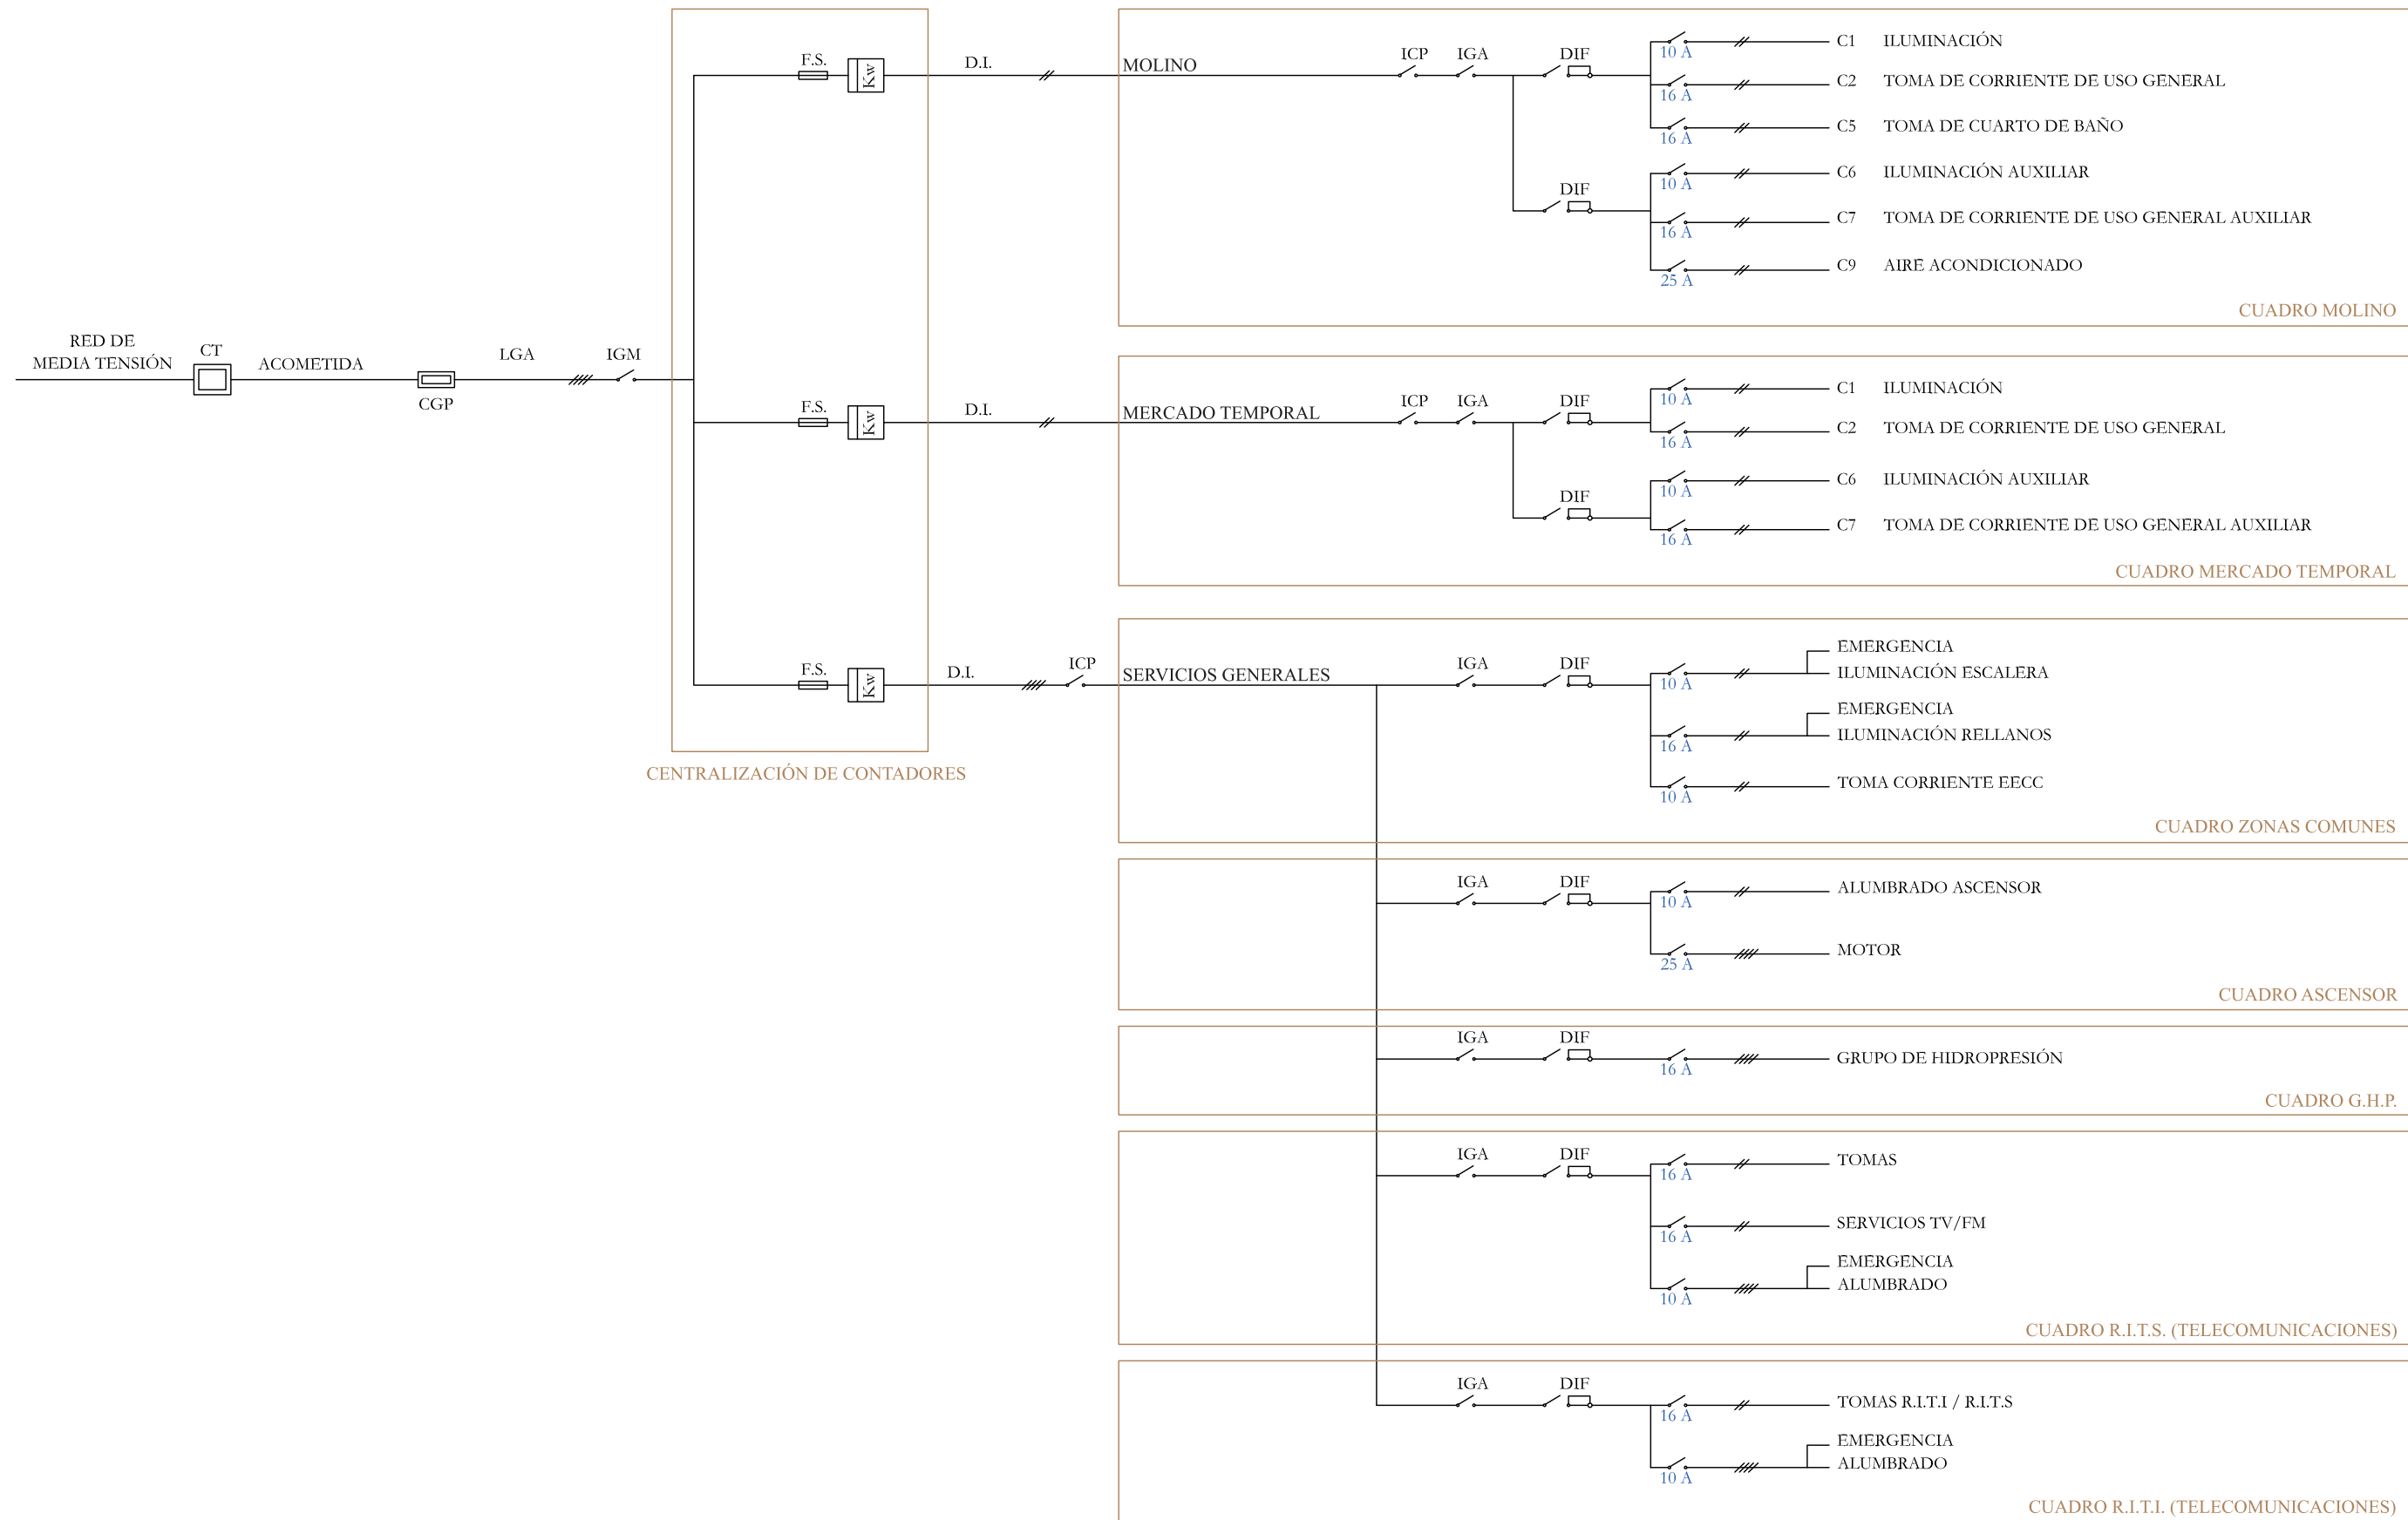 RED DE
MEDIA TENSIÓN
CT
ACOMETIDA
CGP
LGA
IGM
F.S.
Kw
D.I.
MOLINO
ICP
IGA
DIF
10 A
C1 ILUMINACIÓN
16 A
C2 TOMA DE CORRIENTE DE USO GENERAL
16 A
C5 TOMA DE CUARTO DE BAÑO
DIF
10 A
C6 ILUMINACIÓN AUXILIAR
16 A
C7 TOMA DE CORRIENTE DE USO GENERAL AUXILIAR
25 A
C9 AIRE ACONDICIONADO
CUADRO MOLINO
F.S.
Kw
D.I.
MERCADO TEMPORAL
ICP
IGA
DIF
10 A
C1 ILUMINACIÓN
16 A
C2 TOMA DE CORRIENTE DE USO GENERAL
DIF
10 A
C6 ILUMINACIÓN AUXILIAR
16 A
C7 TOMA DE CORRIENTE DE USO GENERAL AUXILIAR
CUADRO MERCADO TEMPORAL
F.S.
Kw
D.I.
ICP
CENTRALIZACIÓN DE CONTADORES
SERVICIOS GENERALES
IGA
DIF
EMERGENCIA
10 A
ILUMINACIÓN ESCALERA
EMERGENCIA
16 A
ILUMINACIÓN RELLANOS
10 A
TOMA CORRIENTE EECC
CUADRO ZONAS COMUNES
IGA
DIF
10 A
ALUMBRADO ASCENSOR
25 A
MOTOR
CUADRO ASCENSOR
IGA
DIF
16 A
GRUPO DE HIDROPRESIÓN
CUADRO G.H.P.
IGA
DIF
16 A
TOMAS
16 A
SERVICIOS TV/FM
EMERGENCIA
10 A
ALUMBRADO
CUADRO R.I.T.S. (TELECOMUNICACIONES)
IGA
DIF
16 A
TOMAS R.I.T.I / R.I.T.S
EMERGENCIA
10 A
ALUMBRADO
CUADRO R.I.T.I. (TELECOMUNICACIONES)